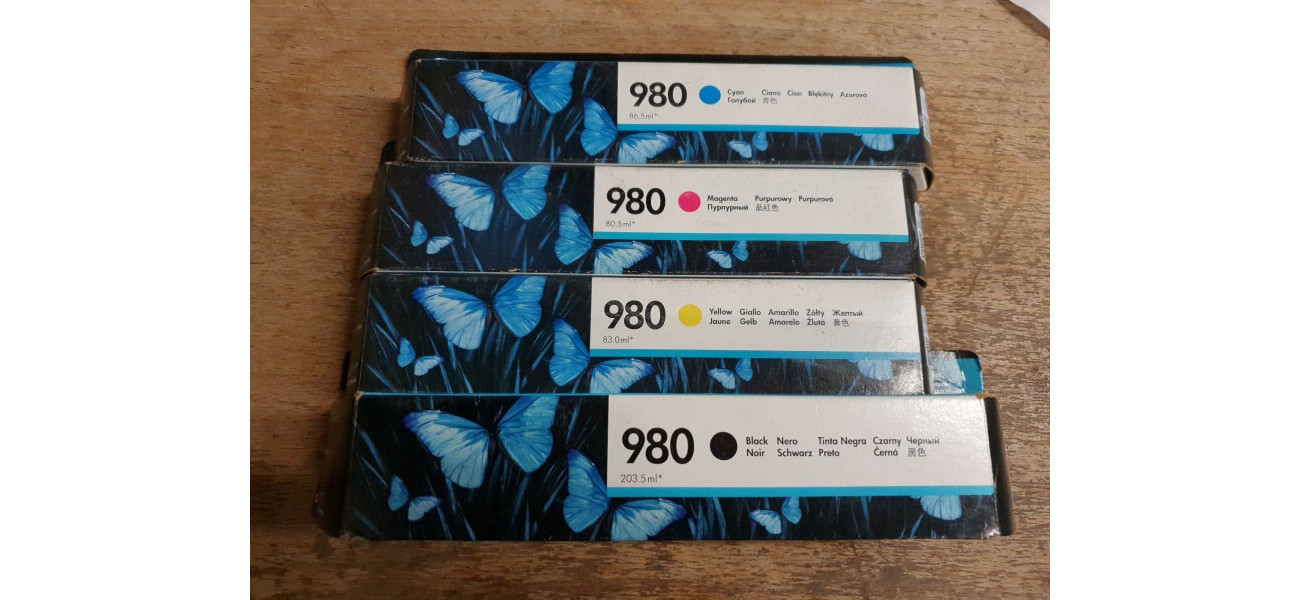 980 Cyan Ciano Cian Błękitny Azurová
Голубой 青色
86.5ml*
980 Magenta Purpurowy Purpurová
Пурпурный 品紅色
80.5ml*
980 Yellow Giallo Amarillo Żółty Желтый
Jaune Gelb Amarelo Žlutá 黃色
83.0ml*
980 Black Nero Tinta Negra Czarny Черный
Noir Schwarz Preto Černá 黑色
203.5ml*